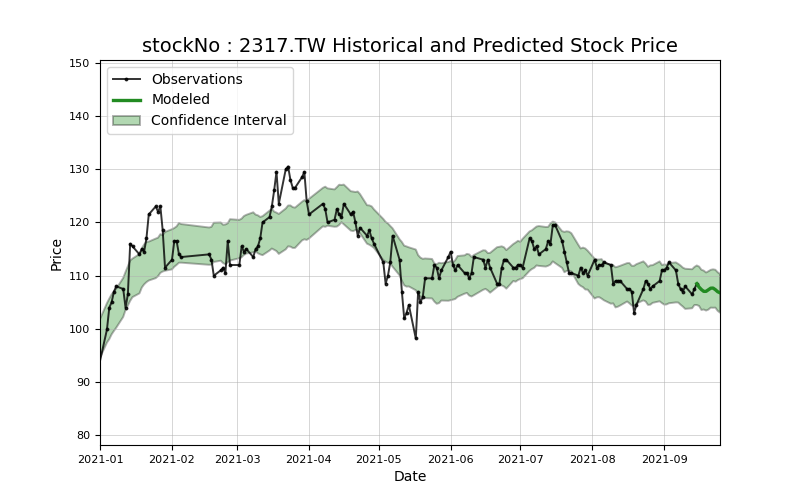 stockNo : 2317.TW Historical and Predicted Stock Price
Observations
Modeled
Confidence Interval
Price
150
140
130
120
110
100
90
80
2021-01 2021-02 2021-03 2021-04 2021-05 2021-06 2021-07 2021-08 2021-09
Date